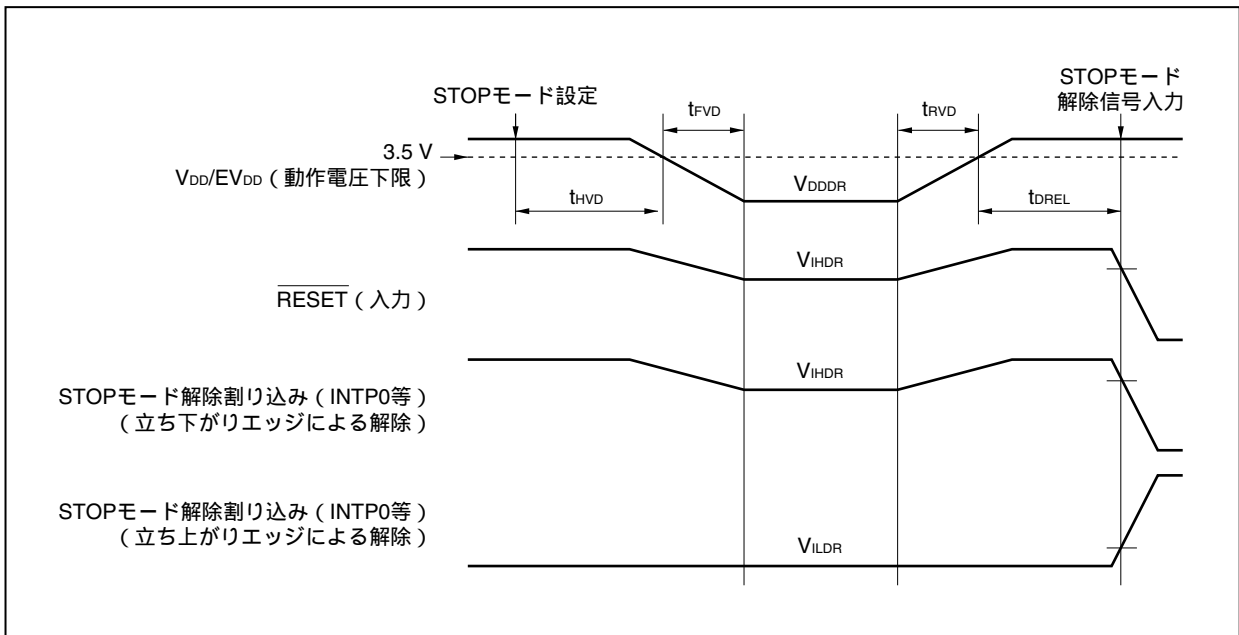 STOPモード設定
STOPモード
解除信号入力
tFVD
tRVD
3.5 V
VDD/EVDD（動作電圧下限）
VDDDR
tHVD
tDREL
VIHDR
RESET（入力）
VIHDR
STOPモード解除割り込み（INTP0等）
（立ち下がりエッジによる解除）
STOPモード解除割り込み（INTP0等）
（立ち上がりエッジによる解除）
VILDR